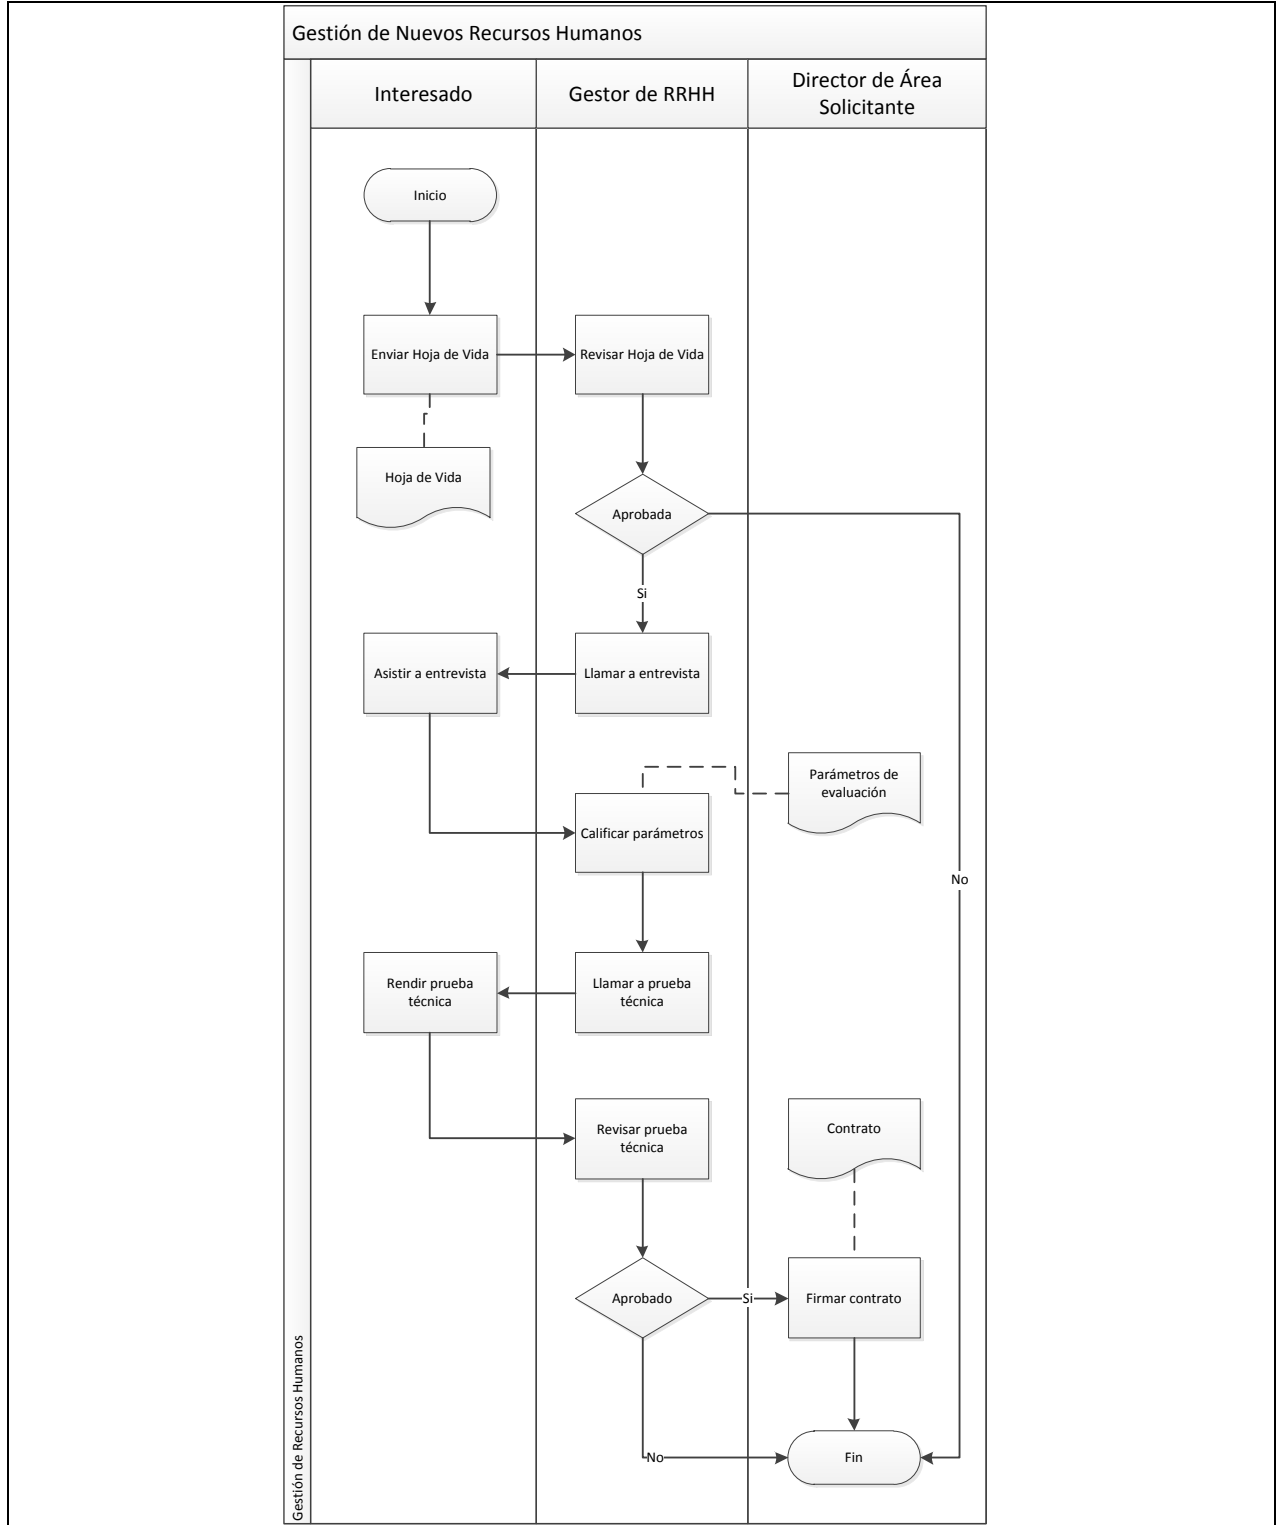 Gestión de Nuevos Recursos Humanos
Interesado
Gestor de RRHH
Director de Área
Solicitante
Inicio
Enviar Hoja de Vida
Revisar Hoja de Vida
Hoja de Vida
Aprobada
Si
Asistir a entrevista
Llamar a entrevista
Parámetros de
evaluación
Calificar parámetros
No
Rendir prueba
técnica
Llamar a prueba
técnica
Revisar prueba
técnica
Contrato
Aprobado
Si
Firmar contrato
No
Fin
Gestión de Recursos Humanos